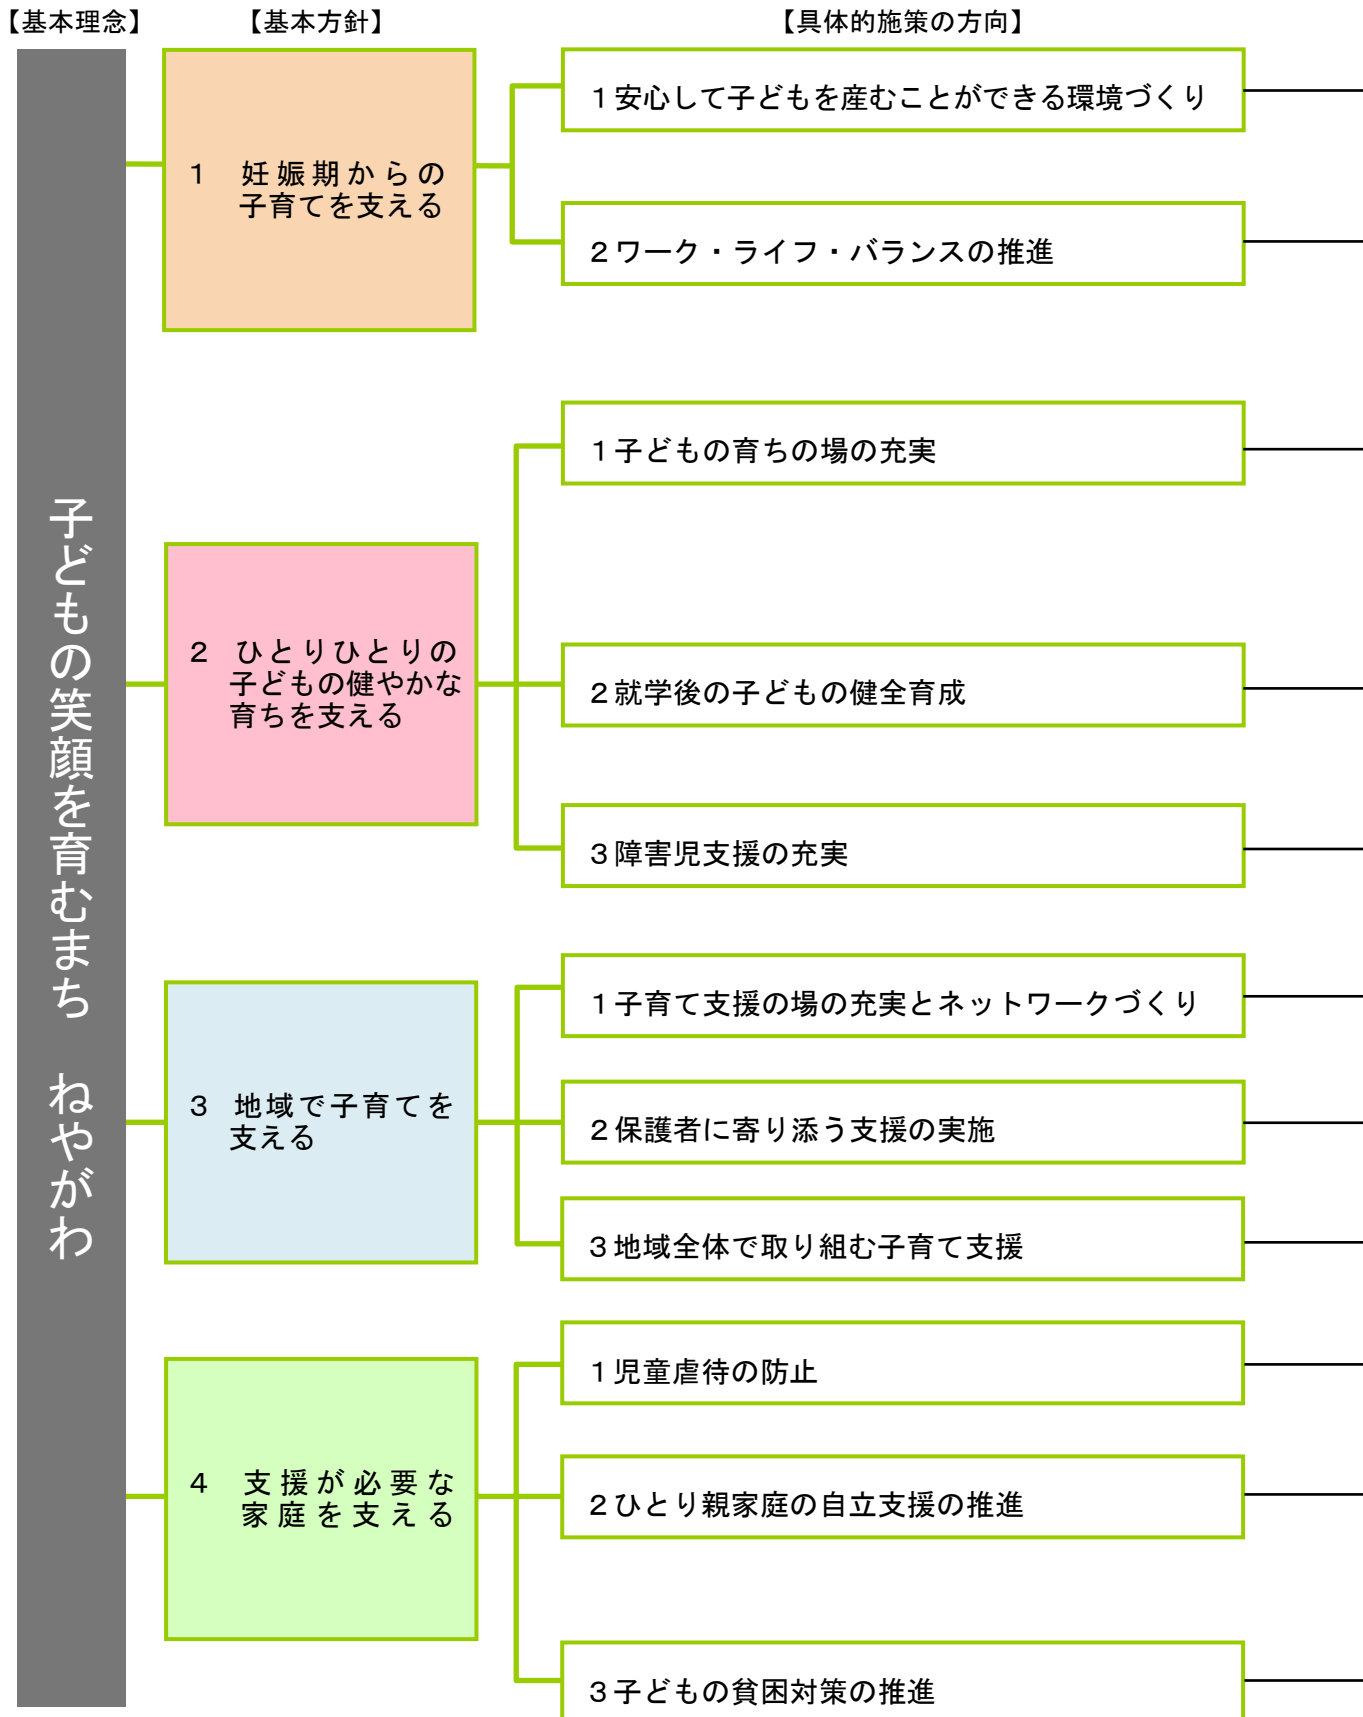 【基本理念】
【基本方針】
【具体的施策の方向】
子どもの笑顔を育むまち　ねやがわ
1　妊娠期からの
子育てを支える
1安心して子どもを産むことができる環境づくり
2ワーク・ライフ・バランスの推進
2　ひとりひとりの
子どもの健やかな
育ちを支える
1子どもの育ちの場の充実
2就学後の子どもの健全育成
3障害児支援の充実
3　地域で子育てを
支える
1子育て支援の場の充実とネットワークづくり
2保護者に寄り添う支援の実施
3地域全体で取り組む子育て支援
4　支援が必要な
家庭を支える
1児童虐待の防止
2ひとり親家庭の自立支援の推進
3子どもの貧困対策の推進